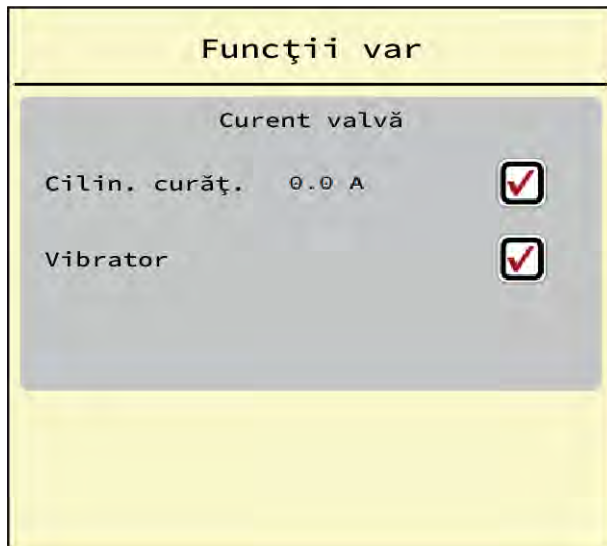 Funcţii var
Curent valvă
Cilin. curăţ. 0.0 A
Vibrator